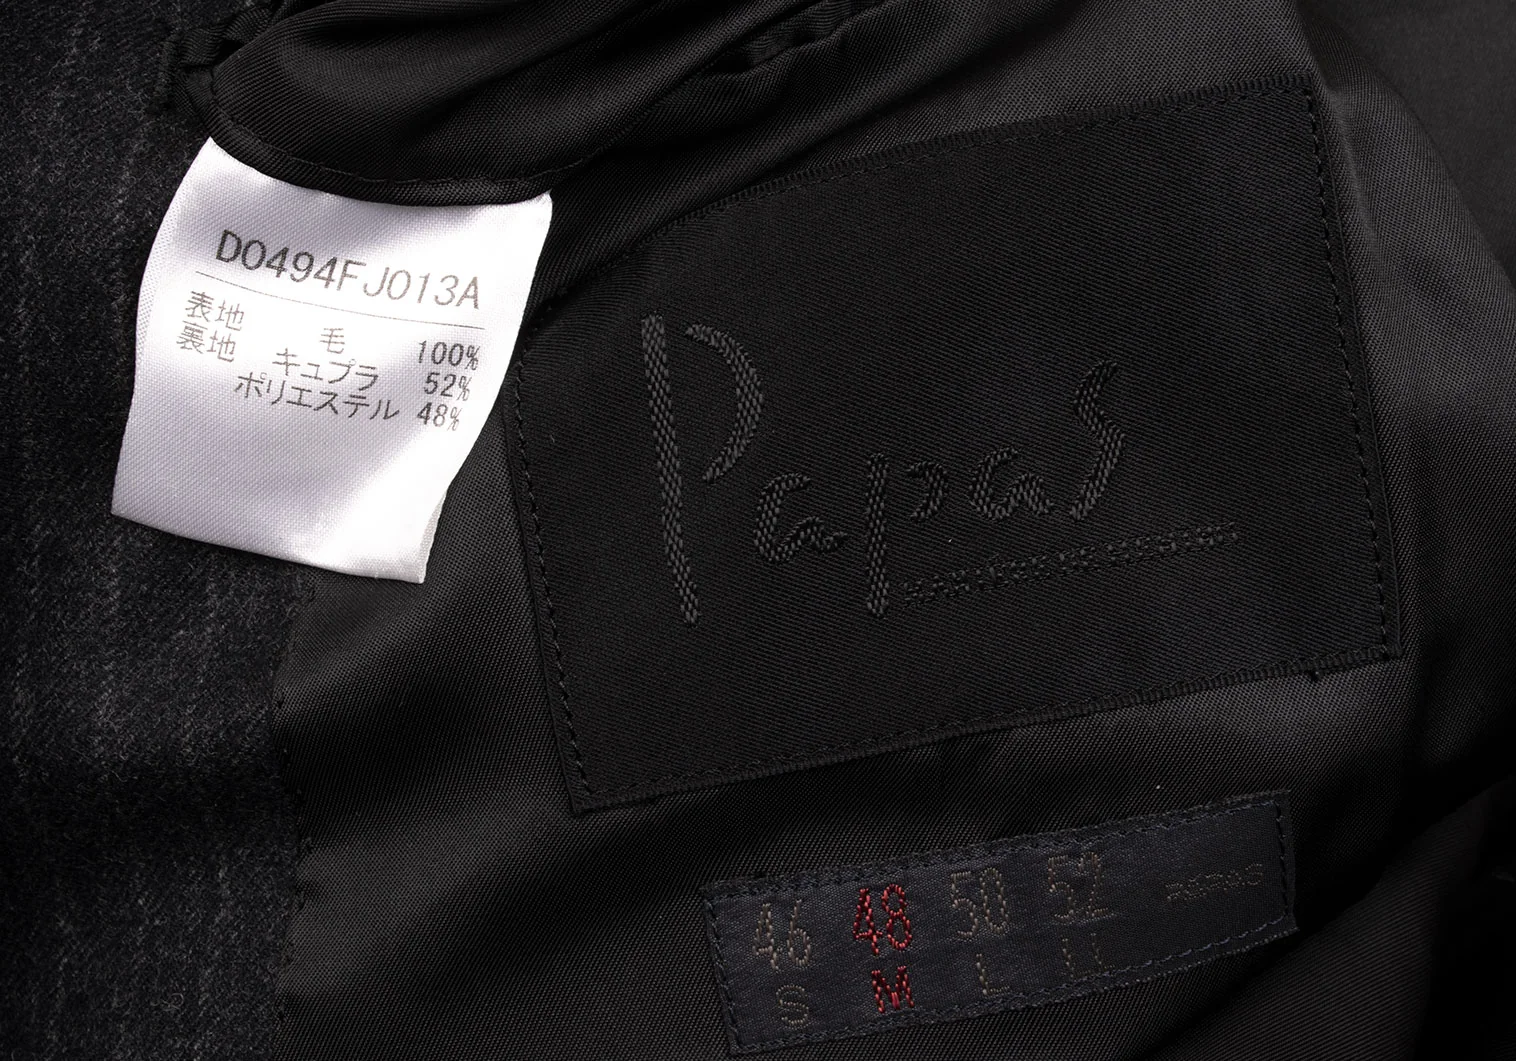 D0494FJ013A
表地 毛 100%
裏地 キュプラ 52%
ポリエステル 48%
Papas
46 48 50 52 PAPAS
S M L LL